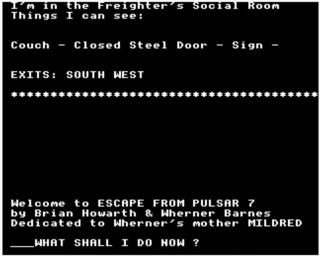 I'm in the Freighter's Social Room
Things I can see:
Couch - Closed Steel Door - Sign -
EXITS: SOUTH WEST
****************************************
Welcome to ESCAPE FROM PULSAR 7
by Brian Howarth & Wherner Barnes
Dedicated to Wherner's mother MILDRED
___WHAT SHALL I DO NOW ?